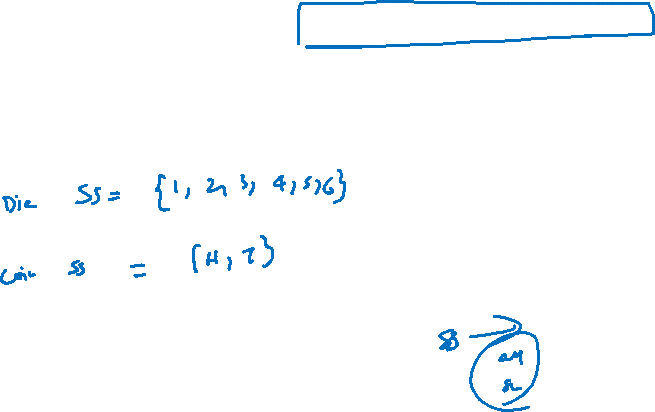 Die SS = {1, 2, 3, 4, 5, 6}
Coin SS = {H, T}
SS